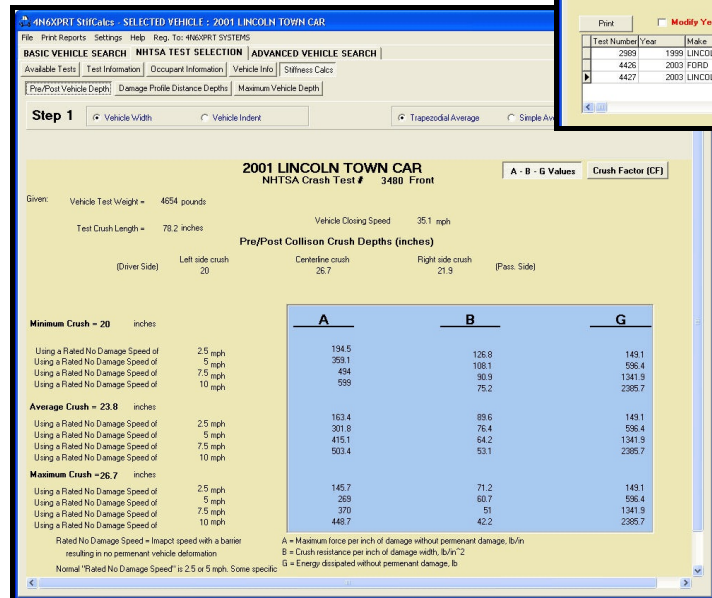 4N6XPRT StifCalcs - SELECTED VEHICLE : 2001 LINCOLN TOWN CAR
File Print Reports Settings Help Reg. To: 4N6XPRT SYSTEMS
BASIC VEHICLE SEARCH NHTSA TEST SELECTION ADVANCED VEHICLE SEARCH
Available Tests Test Information Occupant Information Vehicle Info Stiffness Calcs
Pre/Post Vehicle Depth Damage Profile Distance Depths Maximum Vehicle Depth
Print Modify Ye
Test Number Year Make
2989 1999 LINCOL
4426 2003 FORD
4427 2003 LINCOL
Step 1 Vehicle Width Vehicle Indent Trapezodial Average Simple Ave
2001 LINCOLN TOWN CAR
NHTSA Crash Test # 3480 Front
A - B - G Values Crush Factor (CF)
Given: Vehicle Test Weight = 4654 pounds
Vehicle Closing Speed 35.1 mph
Test Crush Length = 78.2 inches
Pre/Post Collison Crush Depths (inches)
(Driver Side) Left side crush Centerline crush Right side crush (Pass. Side)
20 26.7 21.9
A B G
Minimum Crush = 20 inches
Using a Rated No Damage Speed of 2.5 mph 194.5 126.8 149.1
Using a Rated No Damage Speed of 5 mph 359.1 108.1 596.4
Using a Rated No Damage Speed of 7.5 mph 494 90.9 1341.9
Using a Rated No Damage Speed of 10 mph 599 75.2 2385.7
Average Crush = 23.8 inches
Using a Rated No Damage Speed of 2.5 mph 163.4 89.6 149.1
Using a Rated No Damage Speed of 5 mph 301.8 76.4 596.4
Using a Rated No Damage Speed of 7.5 mph 415.1 64.2 1341.9
Using a Rated No Damage Speed of 10 mph 503.4 53.1 2385.7
Maximum Crush =26.7 inches
Using a Rated No Damage Speed of 2.5 mph 145.7 71.2 149.1
Using a Rated No Damage Speed of 5 mph 269 60.7 596.4
Using a Rated No Damage Speed of 7.5 mph 370 51 1341.9
Using a Rated No Damage Speed of 10 mph 448.7 42.2 2385.7
Rated No Damage Speed = Imapct speed with a barrier
resulting in no permenant vehicle deformation
Normal "Rated No Damage Speed" is 2.5 or 5 mph. Some specific
A = Maximum force per inch of damage without permenant damage, lb/in
B = Crush resistance per inch of damage width, lb/in^2
G = Energy dissipated without permenant damage, lb